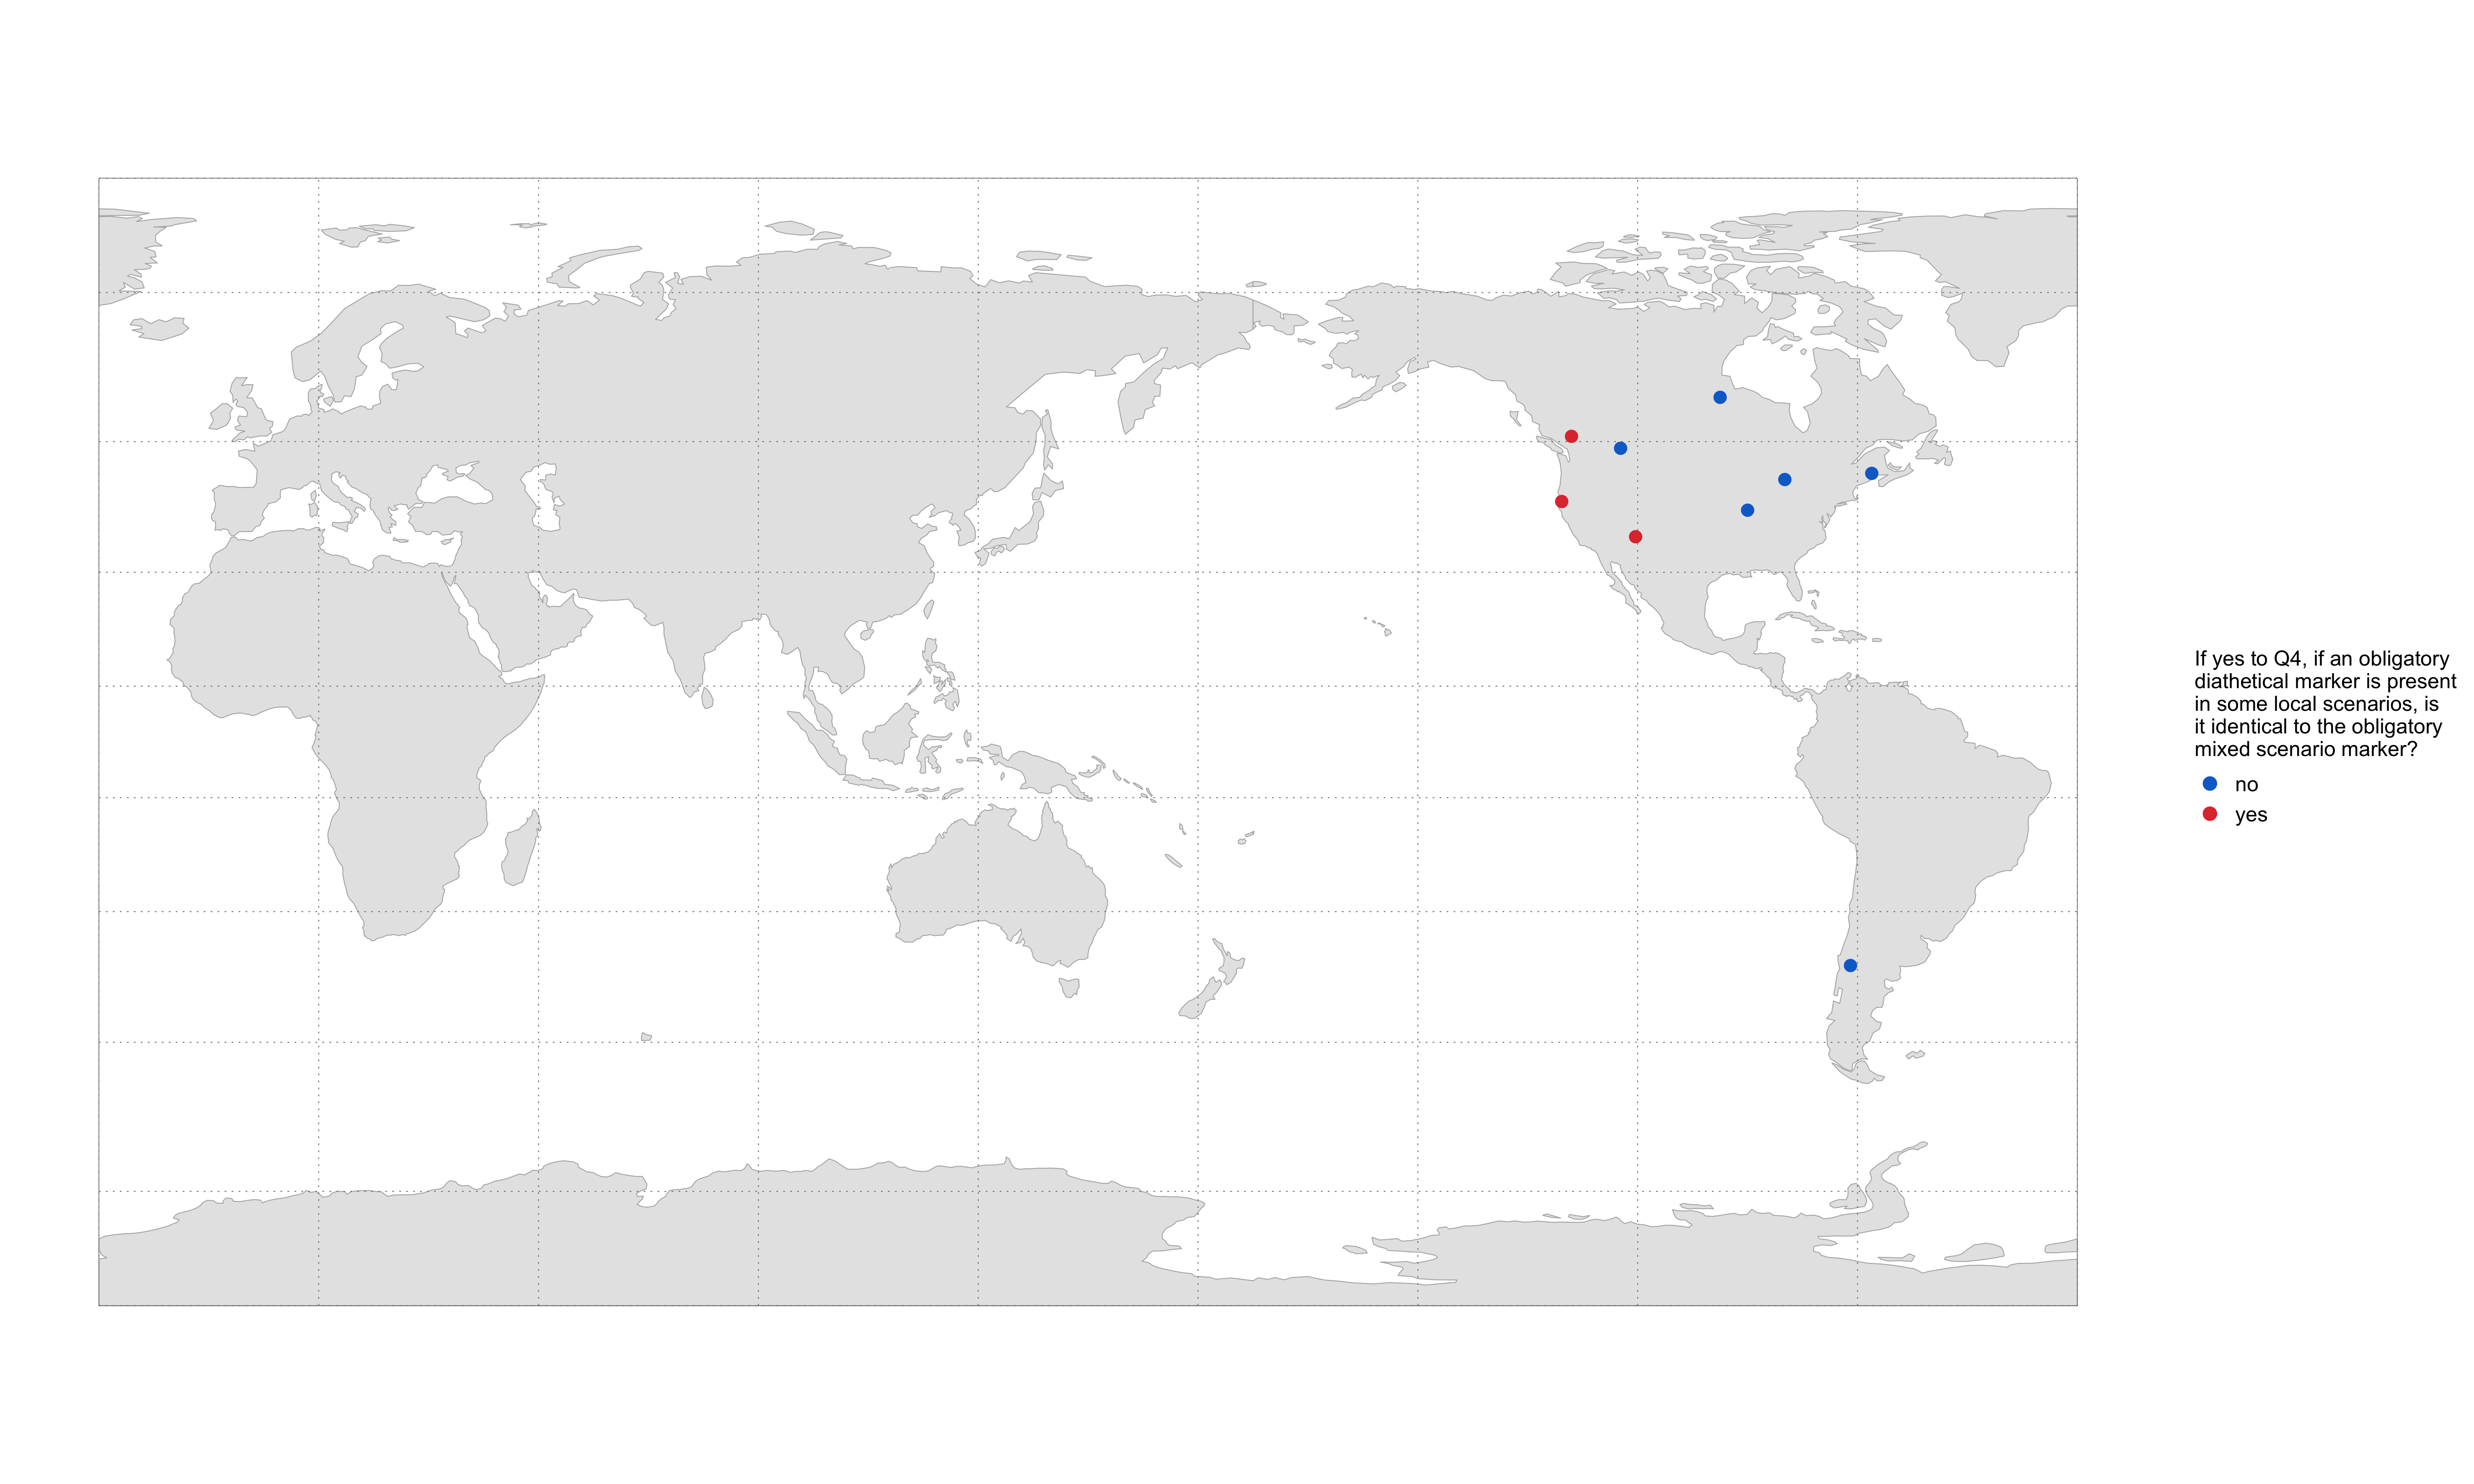 If yes to Q4, if an obligatory
diathetical marker is present
in some local scenarios, is
it identical to the obligatory
mixed scenario marker?
no
yes